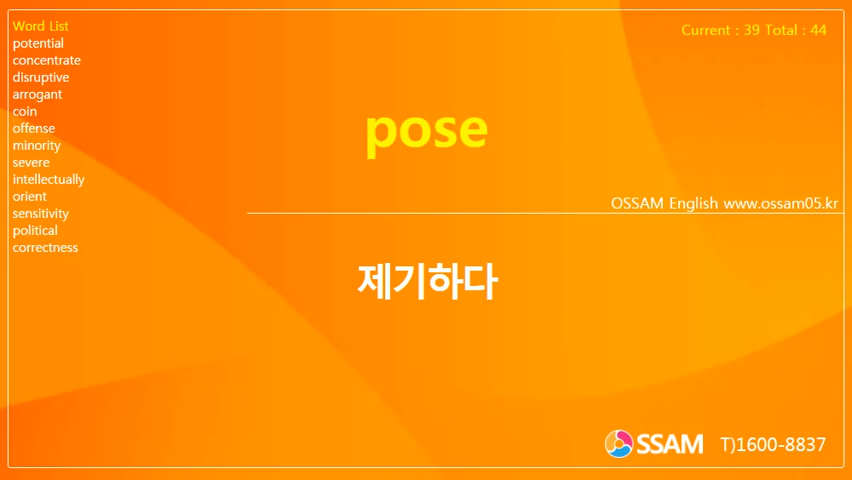 Word List
potential
concentrate
disruptive
arrogant
coin
offense
minority
severe
intellectually
orient
sensitivity
political
correctness
Current : 39 Total : 44
pose
OSSAM English www.ossam05.kr
제기하다
OSSAM T)1600-8837